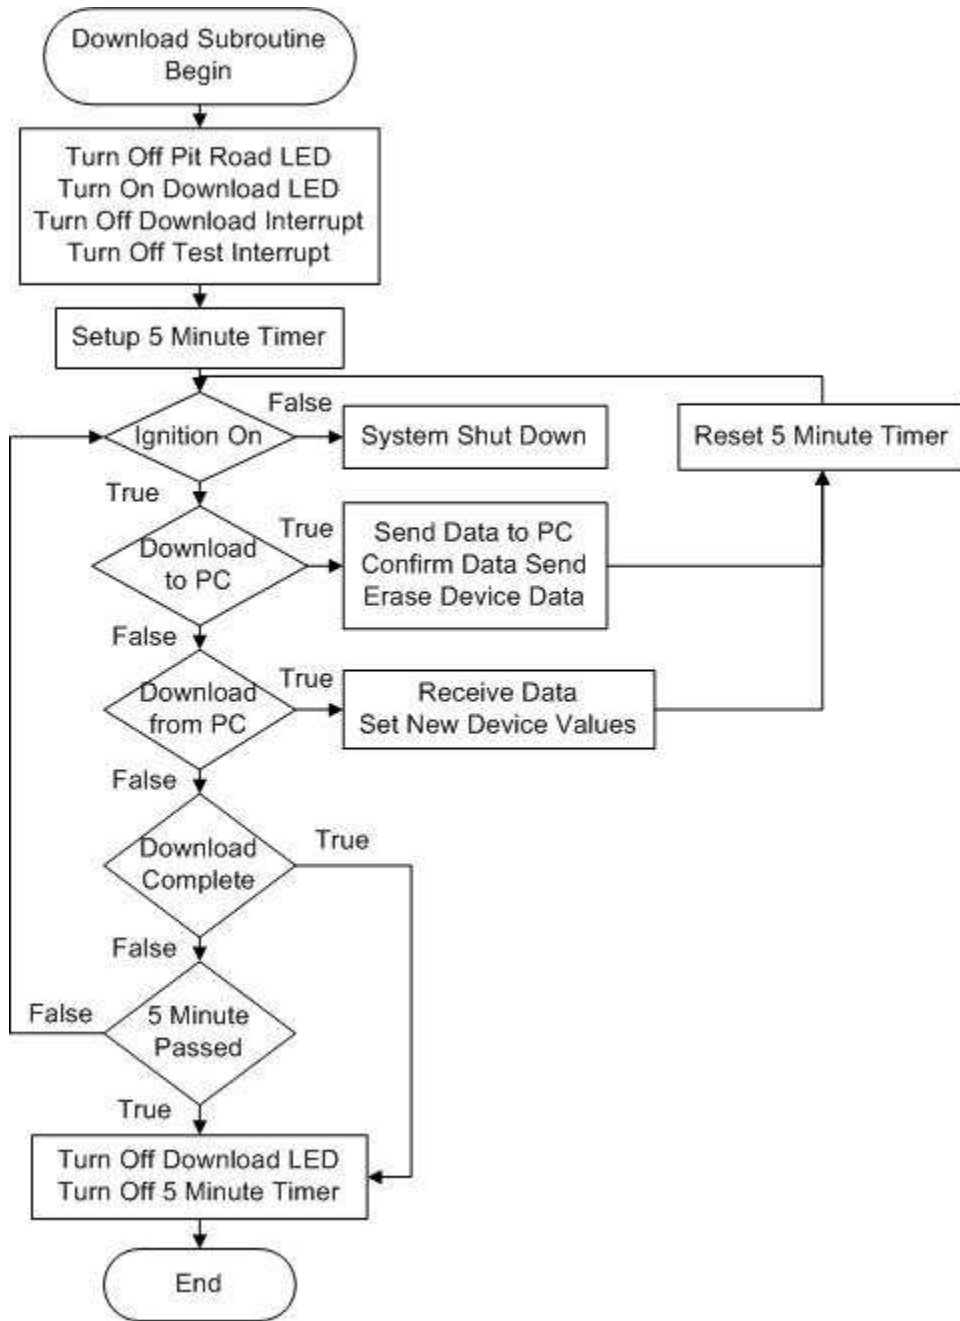 Download Subroutine
Begin
Turn Off Pit Road LED
Turn On Download LED
Turn Off Download Interrupt
Turn Off Test Interrupt
Setup 5 Minute Timer
Ignition On
False
System Shut Down
Reset 5 Minute Timer
True
Download
to PC
True
Send Data to PC
Confirm Data Send
Erase Device Data
False
Download
from PC
True
Receive Data
Set New Device Values
False
Download
Complete
True
False
5 Minute
Passed
False
True
Turn Off Download LED
Turn Off 5 Minute Timer
End